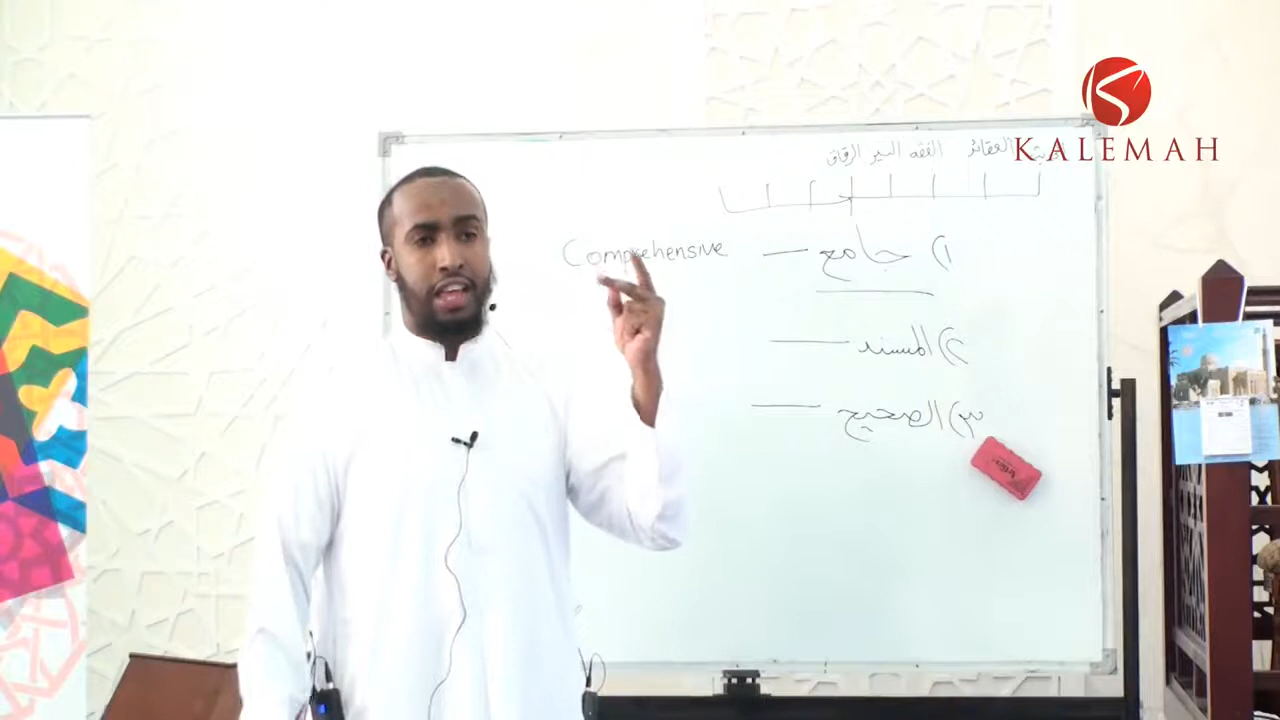 KALEMAH
العقائد الفقه السير الرقاق
١) جامع — Comprehensive
٢) المسند —
٣) الصحيح —